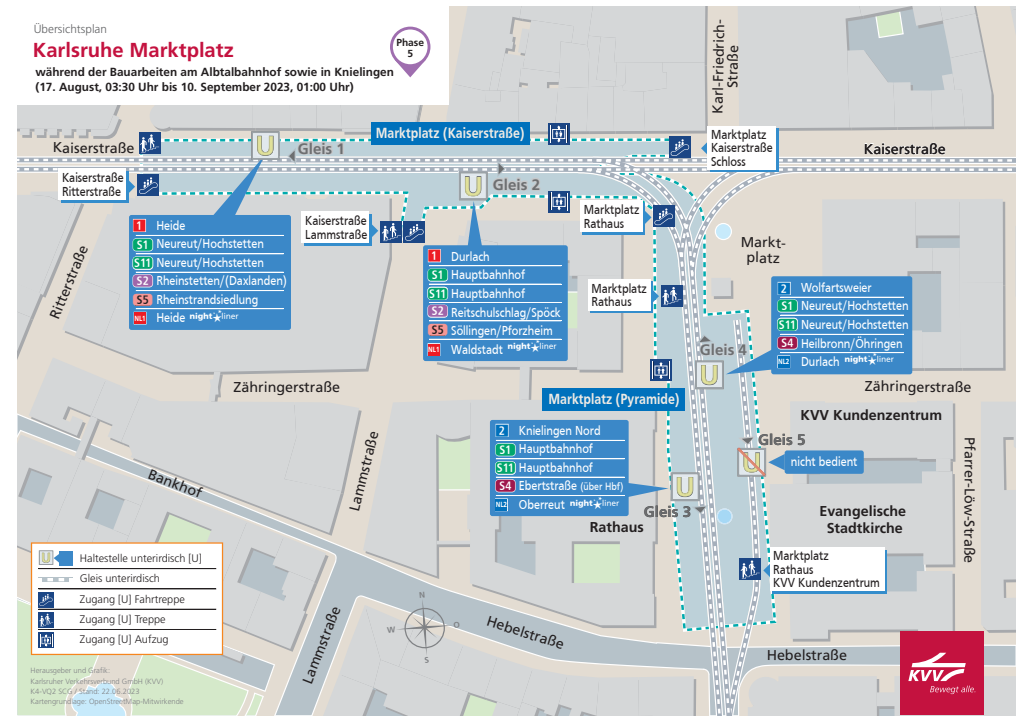 Übersichtsplan
Karlsruhe Marktplatz
während der Bauarbeiten am Albtalbahnhof sowie in Knielingen
(17. August, 03:30 Uhr bis 10. September 2023, 01:00 Uhr)
Phase
5
Karl-Friedrich-
Straße
Marktplatz (Kaiserstraße)
Kaiserstraße
Gleis 1
Marktplatz
Kaiserstraße
Schloss
Kaiserstraße
Kaiserstraße
Ritterstraße
Gleis 2
Kaiserstraße
Lammstraße
Marktplatz
Rathaus
Markt-
platz
Ritterstraße
1 Heide
S1 Neureut/Hochstetten
S11 Neureut/Hochstetten
S2 Rheinstetten/(Daxlanden)
S5 Rheinstrandsiedlung
NL1 Heide nightliner
1 Durlach
S1 Hauptbahnhof
S11 Hauptbahnhof
S2 Reitschulschlag/Spöck
S5 Söllingen/Pforzheim
NL1 Waldstadt nightliner
Marktplatz
Rathaus
2 Wolfartsweier
S1 Neureut/Hochstetten
S11 Neureut/Hochstetten
S4 Heilbronn/Öhringen
NL2 Durlach nightliner
Gleis 4
Zähringerstraße
Zähringerstraße
Marktplatz (Pyramide)
KVV Kundenzentrum
2 Knielingen Nord
S1 Hauptbahnhof
S11 Hauptbahnhof
S4 Ebertstraße (über Hbf)
NL2 Oberreut nightliner
Gleis 5
nicht bedient
Lammstraße
Bankhof
Pfarrer-Löw-Straße
Gleis 3
Rathaus
Evangelische
Stadtkirche
Marktplatz
Rathaus
KVV Kundenzentrum
U Haltestelle unterirdisch [U]
Gleis unterirdisch
Zugang [U] Fahrtreppe
Zugang [U] Treppe
Zugang [U] Aufzug
N
W
O
S
Hebelstraße
Hebelstraße
Lammstraße
Herausgeber und Grafik:
Karlsruher Verkehrsverbund GmbH (KVV)
K4-VQ2 SCG / Stand: 22.06.2023
Kartengrundlage: OpenStreetMap-Mitwirkende
KVV
Bewegt alle.